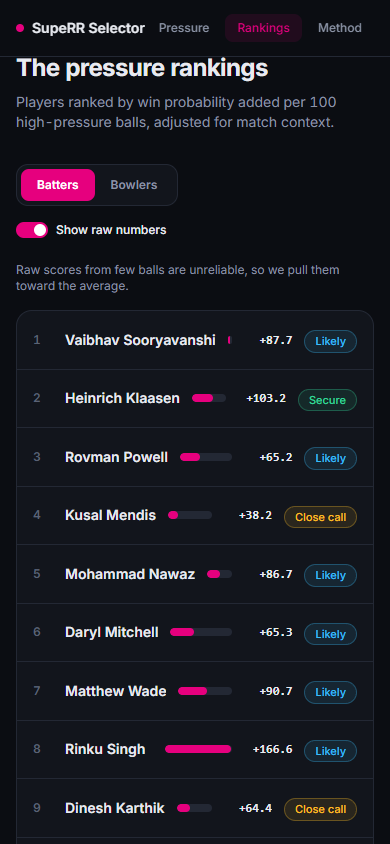 SupeRR Selector Pressure Rankings Method
The pressure rankings
Players ranked by win probability added per 100
high-pressure balls, adjusted for match context.
Batters Bowlers
Show raw numbers
Raw scores from few balls are unreliable, so we pull them
toward the average.
1 Vaibhav Sooryavanshi +87.7 Likely
2 Heinrich Klaasen +103.2 Secure
3 Rovman Powell +65.2 Likely
4 Kusal Mendis +38.2 Close call
5 Mohammad Nawaz +86.7 Likely
6 Daryl Mitchell +65.3 Likely
7 Matthew Wade +90.7 Likely
8 Rinku Singh +166.6 Likely
9 Dinesh Karthik +64.4 Close call